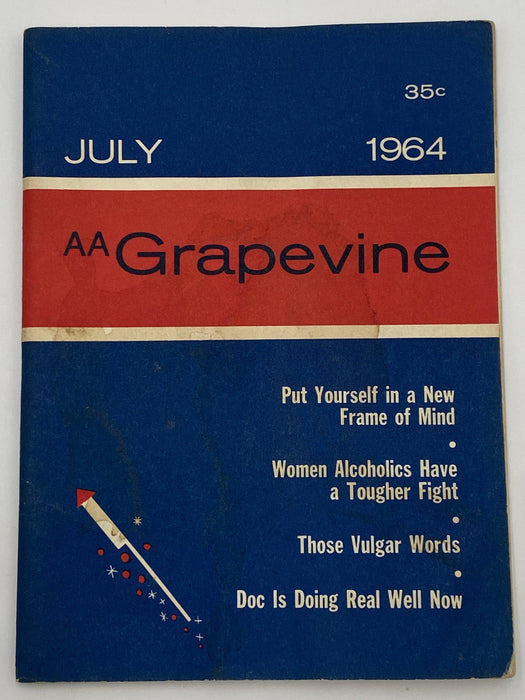 35c
JULY 1964
AA Grapevine
Put Yourself in a New
Frame of Mind
•
Women Alcoholics Have
a Tougher Fight
•
Those Vulgar Words
•
Doc Is Doing Real Well Now